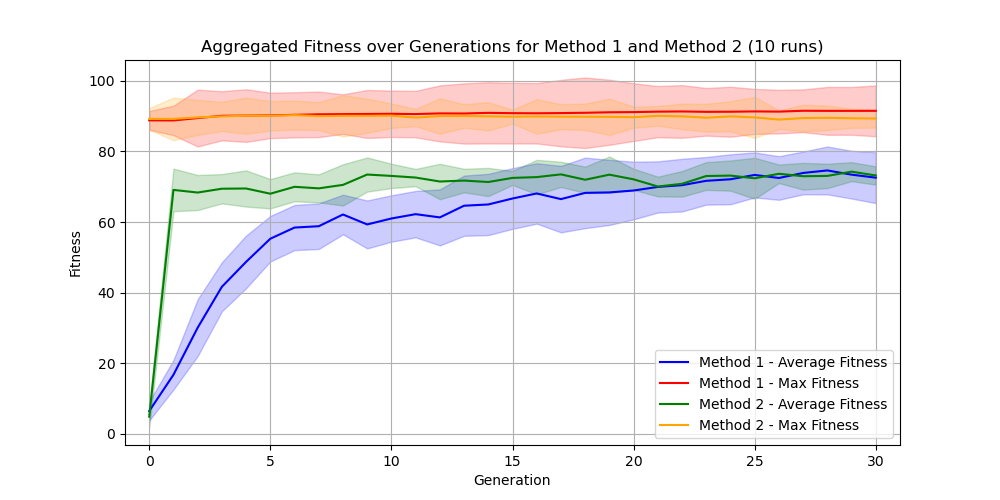 Aggregated Fitness over Generations for Method 1 and Method 2 (10 runs)
100
80
60
40
20
0
Fitness
0 5 10 15 20 25 30
Generation
Method 1 - Average Fitness
Method 1 - Max Fitness
Method 2 - Average Fitness
Method 2 - Max Fitness